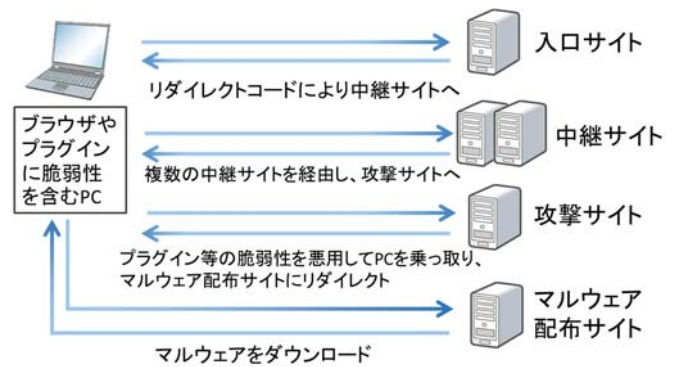 入口サイト
リダイレクトコードにより中継サイトへ
ブラウザや
プラグイン
に脆弱性
を含むPC
中継サイト
複数の中継サイトを経由し、攻撃サイトへ
攻撃サイト
プラグイン等の脆弱性を悪用してPCを乗っ取り、
マルウェア配布サイトにリダイレクト
マルウェア
配布サイト
マルウェアをダウンロード